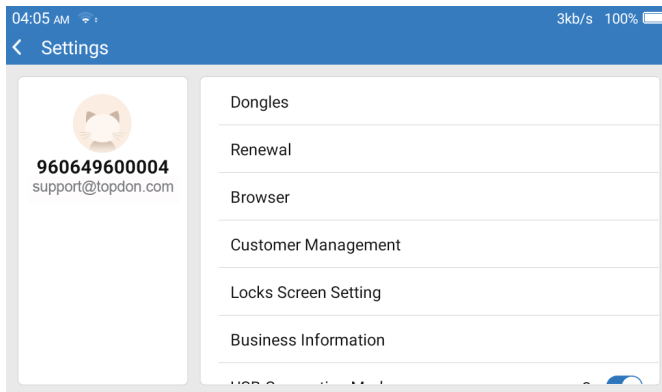 04:05 AM
3kb/s 100%
Settings
960649600004
support@topdon.com
Dongles
Renewal
Browser
Customer Management
Locks Screen Setting
Business Information